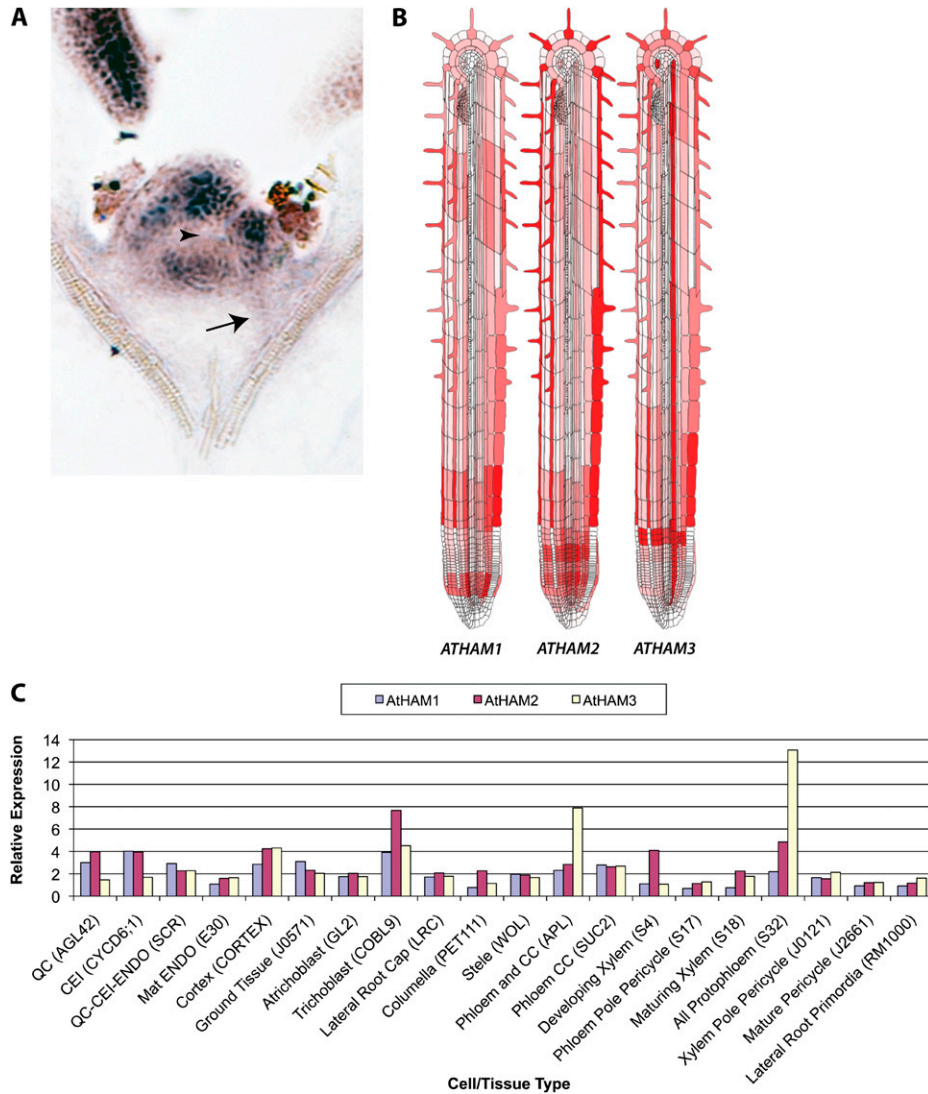 A
B
ATHAM1 ATHAM2 ATHAM3
C
AtHAM1 AtHAM2 AtHAM3
Relative Expression
14
12
10
8
6
4
2
0
QC (AGL42)
CEI (CYCD6:1)
QC-CEI-ENDO (SCR)
Mat ENDO (E30)
Cortex (CORTEX)
Ground Tissue (J0571)
Atrichoblast (GL2)
Trichoblast (COBL9)
Lateral Root Cap (LRC)
Columella (PET111)
Stele (WOL)
Phloem and CC (APL)
Phloem CC (SUC2)
Developing Xylem (S4)
Phloem Pole Pericycle (S17)
Maturing Xylem (S18)
All Protophloem (S32)
Xylem Pole Pericycle (J0121)
Mature Pericycle (J2661)
Lateral Root Primordia (RM1000)
Cell/Tissue Type